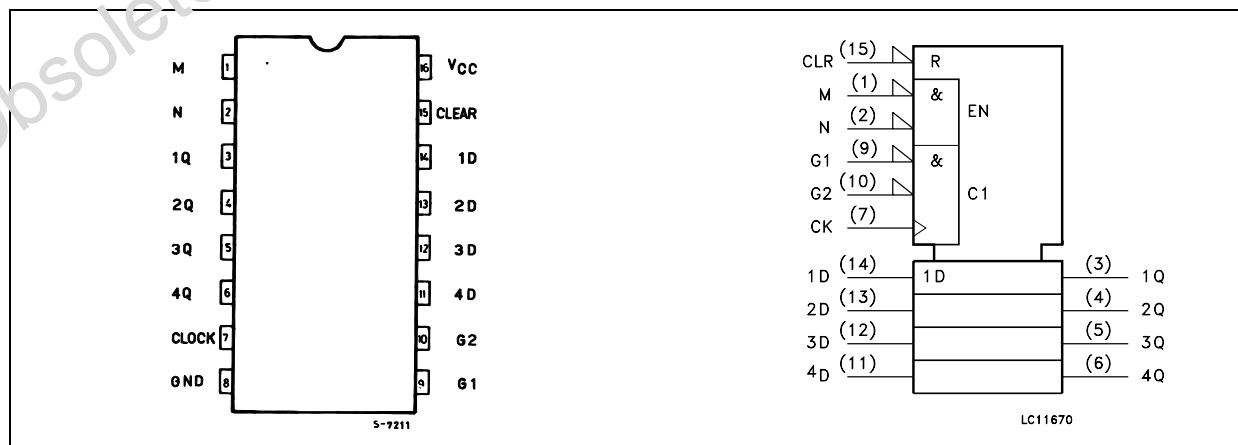 obsolete
M 1 16 VCC
N 2 15 CLEAR
1Q 3 14 1D
2Q 4 13 2D
3Q 5 12 3D
4Q 6 11 4D
CLOCK 7 10 G2
GND 8 9 G1
S-7211
CLR (15) R
M (1) &
EN
N (2)
G1 (9) &
G2 (10) C1
CK (7)
1D (14) 1D (3) 1Q
2D (13) (4) 2Q
3D (12) (5) 3Q
4D (11) (6) 4Q
LC11670